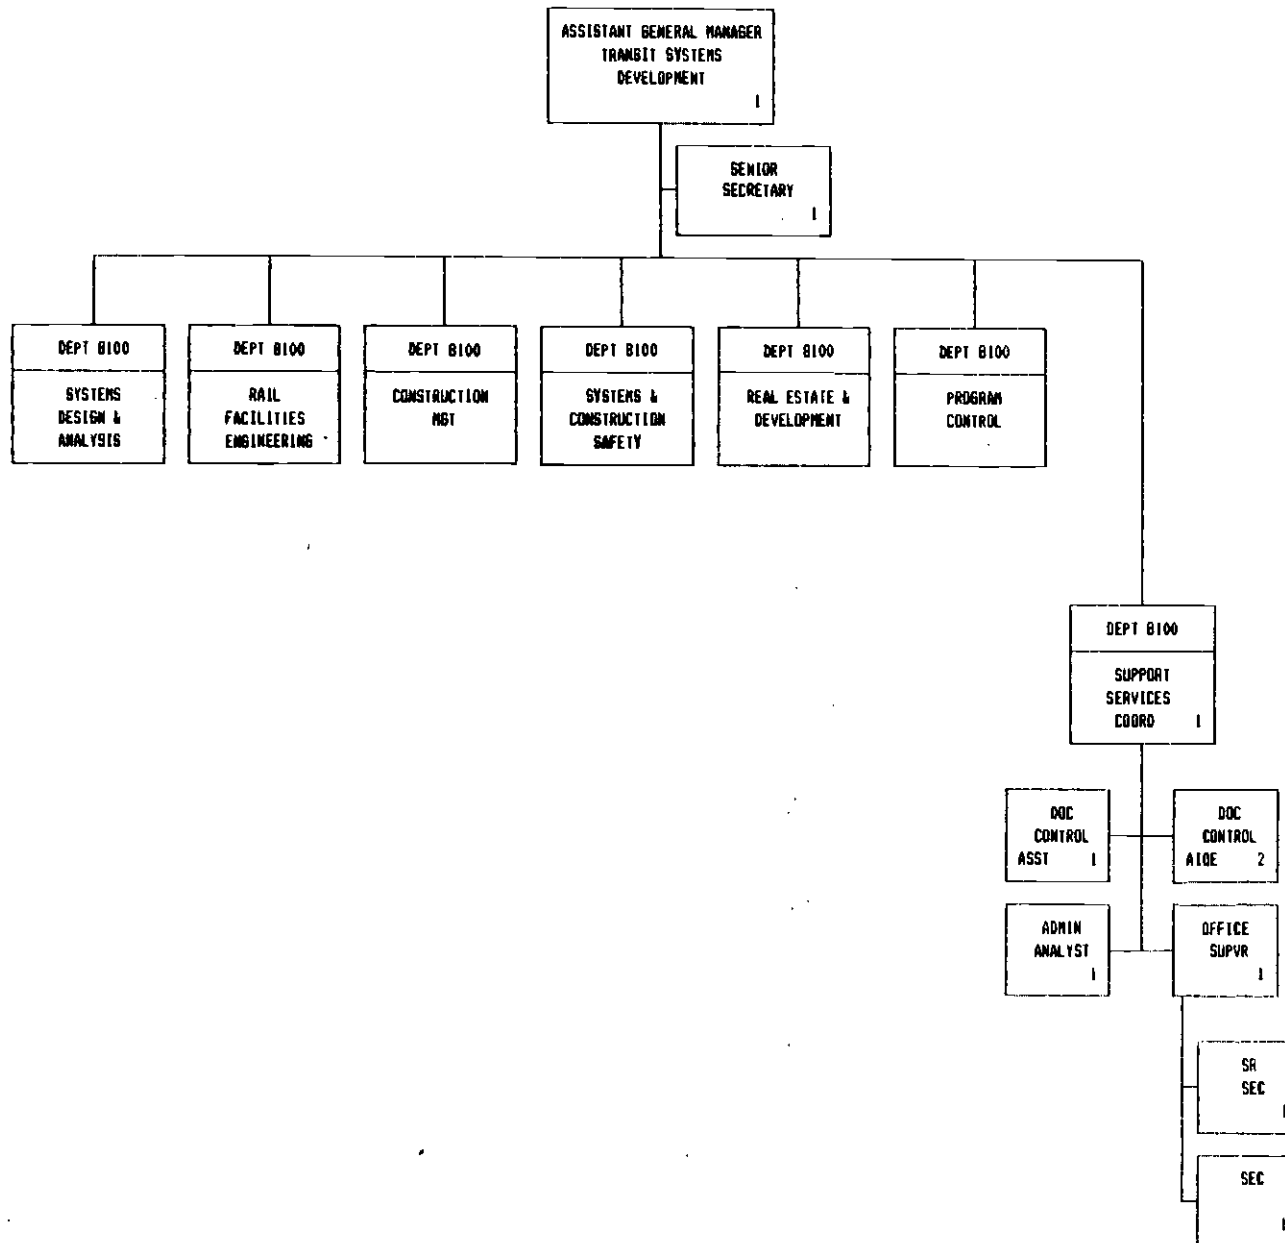 ASSISTANT GENERAL MANAGER
TRANSIT SYSTEMS
DEVELOPMENT
1
SENIOR
SECRETARY
1
DEPT 8100
SYSTEMS
DESIGN &
ANALYSIS
DEPT 8100
RAIL
FACILITIES
ENGINEERING
DEPT 8100
CONSTRUCTION
MGT
DEPT 8100
SYSTEMS &
CONSTRUCTION
SAFETY
DEPT 8100
REAL ESTATE &
DEVELOPMENT
DEPT 8100
PROGRAM
CONTROL
DEPT 8100
SUPPORT
SERVICES
COORD 1
DOC
CONTROL
ASST 1
DOC
CONTROL
AIDE 2
ADMIN
ANALYST
1
OFFICE
SUPVR
1
SR
SEC
SEC